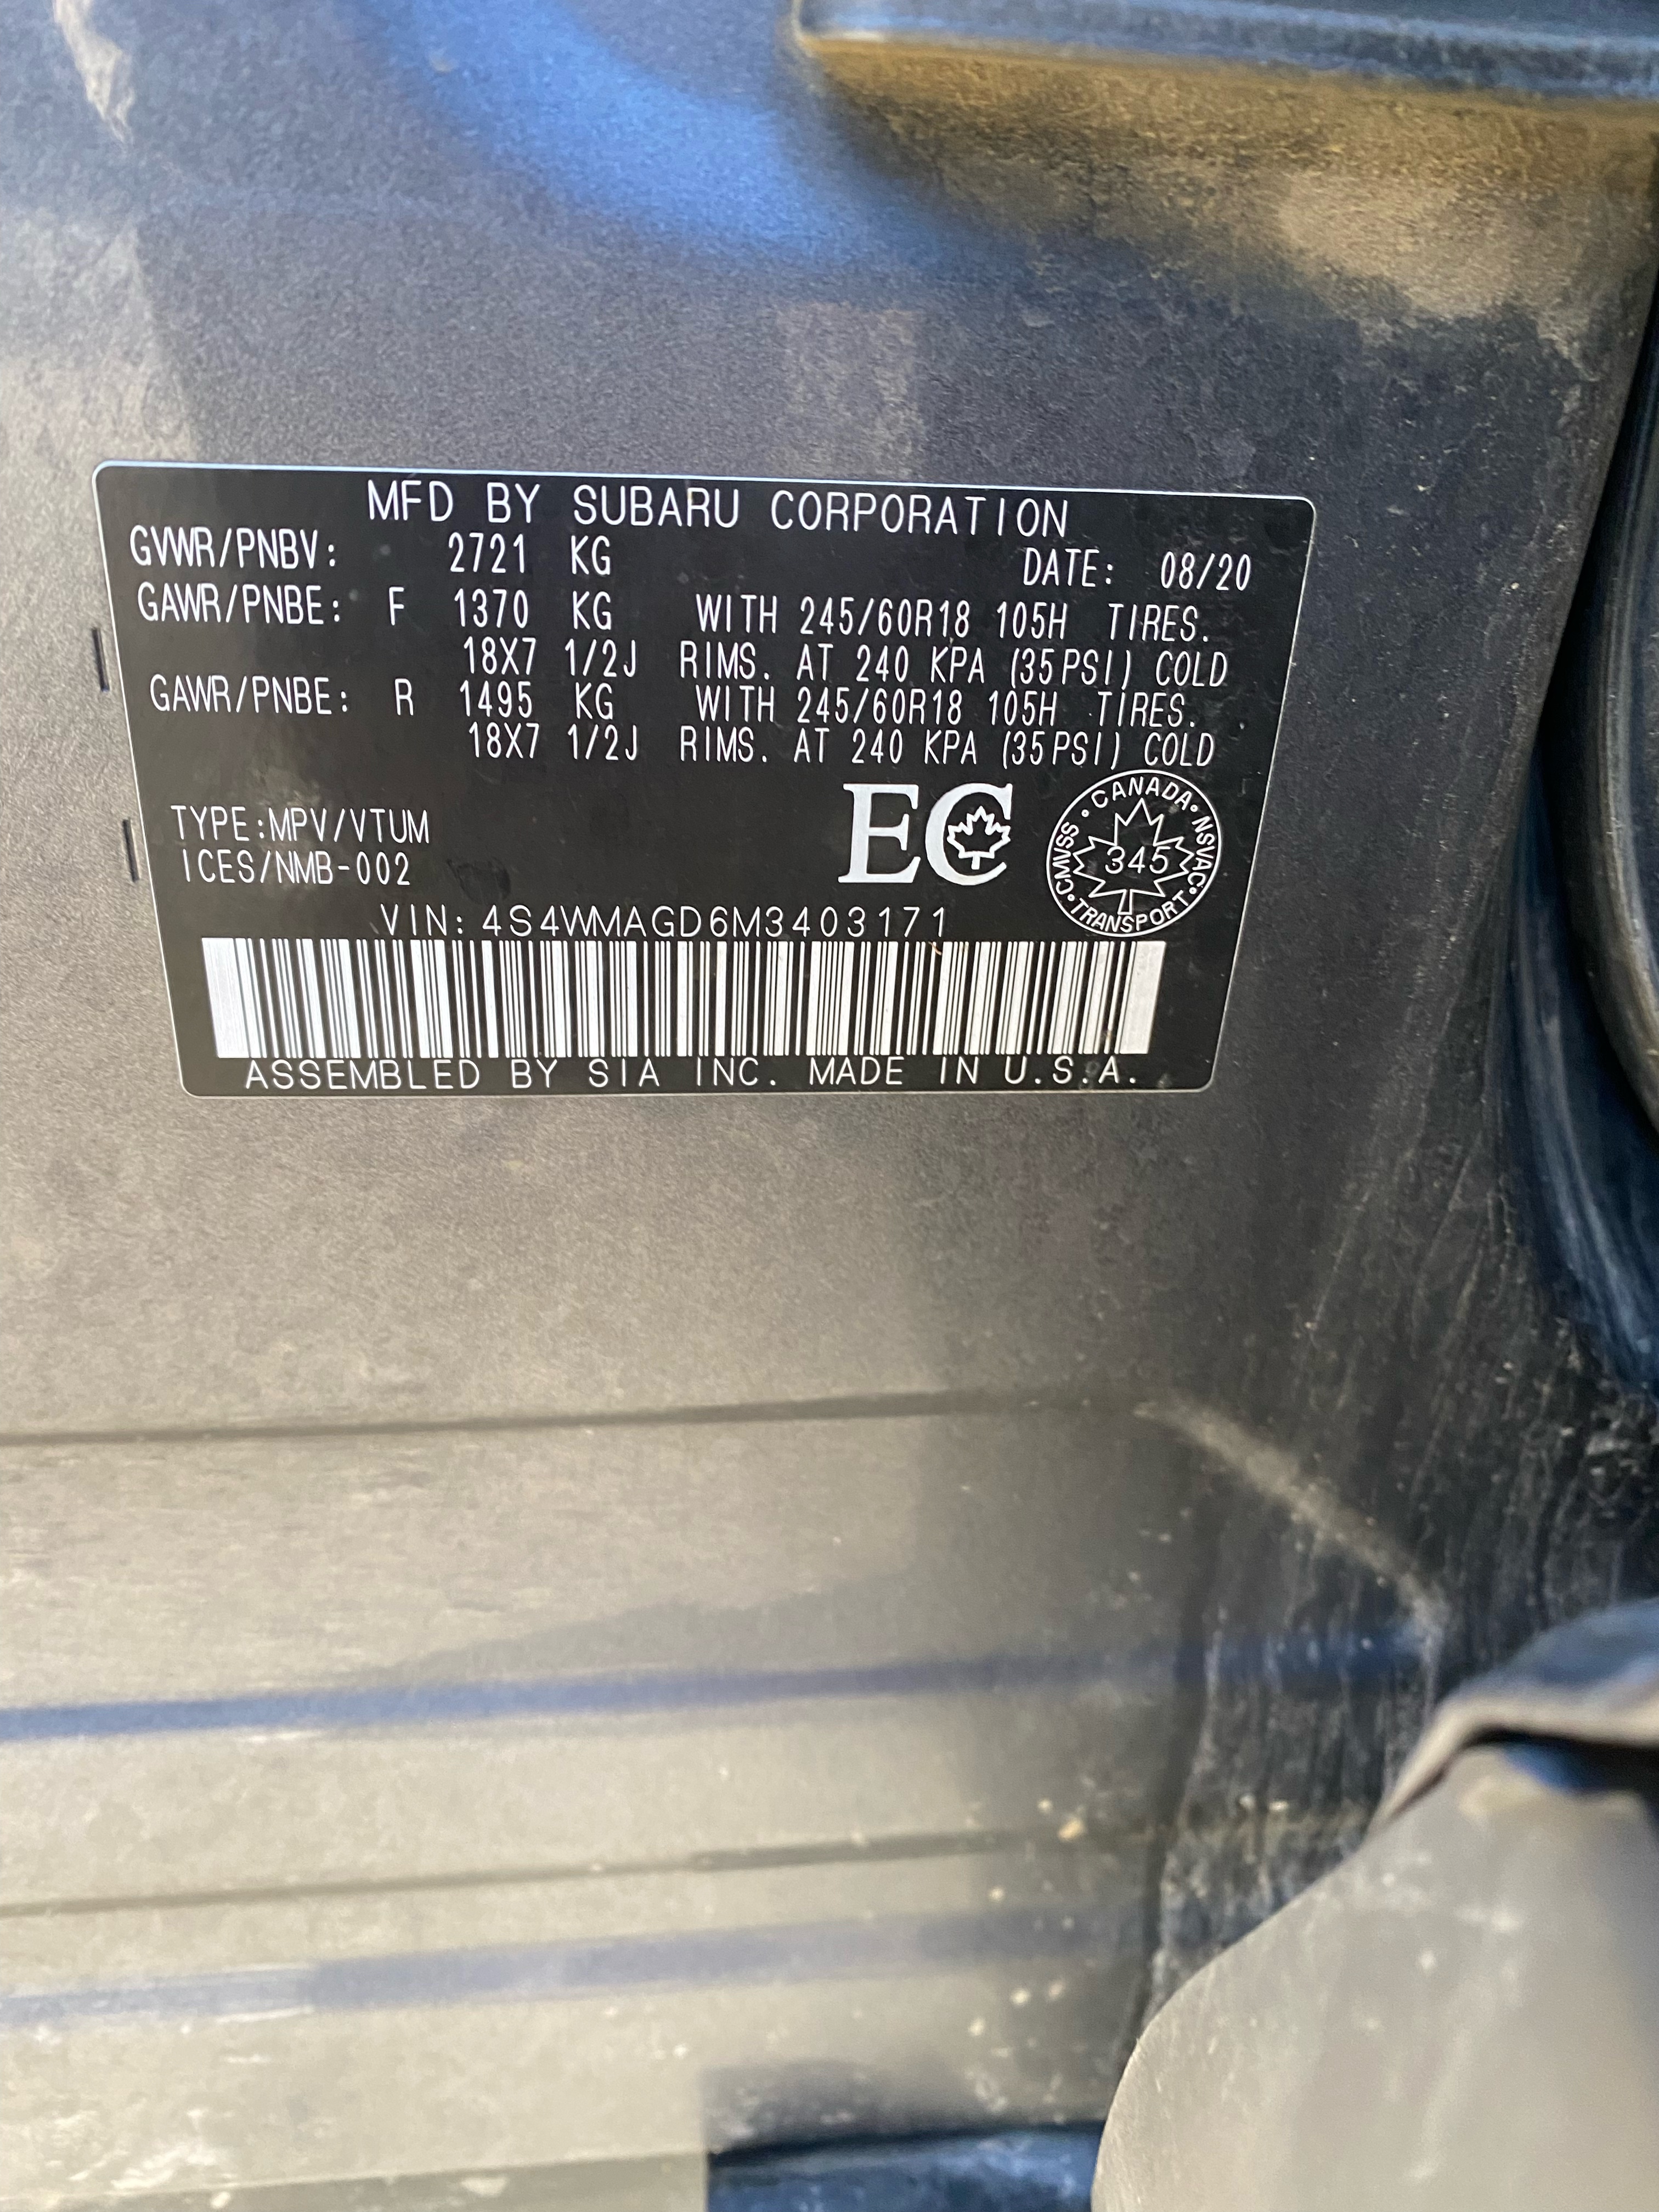 MFD BY SUBARU CORPORATION
GVWR/PNBV: 2721 KG DATE: 08/20
GAWR/PNBE: F 1370 KG WITH 245/60R18 105H TIRES.
18X7 1/2J RIMS. AT 240 KPA (35PSI) COLD
GAWR/PNBE: R 1495 KG WITH 245/60R18 105H TIRES.
18X7 1/2J RIMS. AT 240 KPA (35PSI) COLD
TYPE:MPV/VTUM
ICES/NMB-002
EC
CANADA • NSVAC • TRANSPORT • CMVSS •
345
VIN: 4S4WMAGD6M3403171
ASSEMBLED BY SIA INC. MADE IN U.S.A.